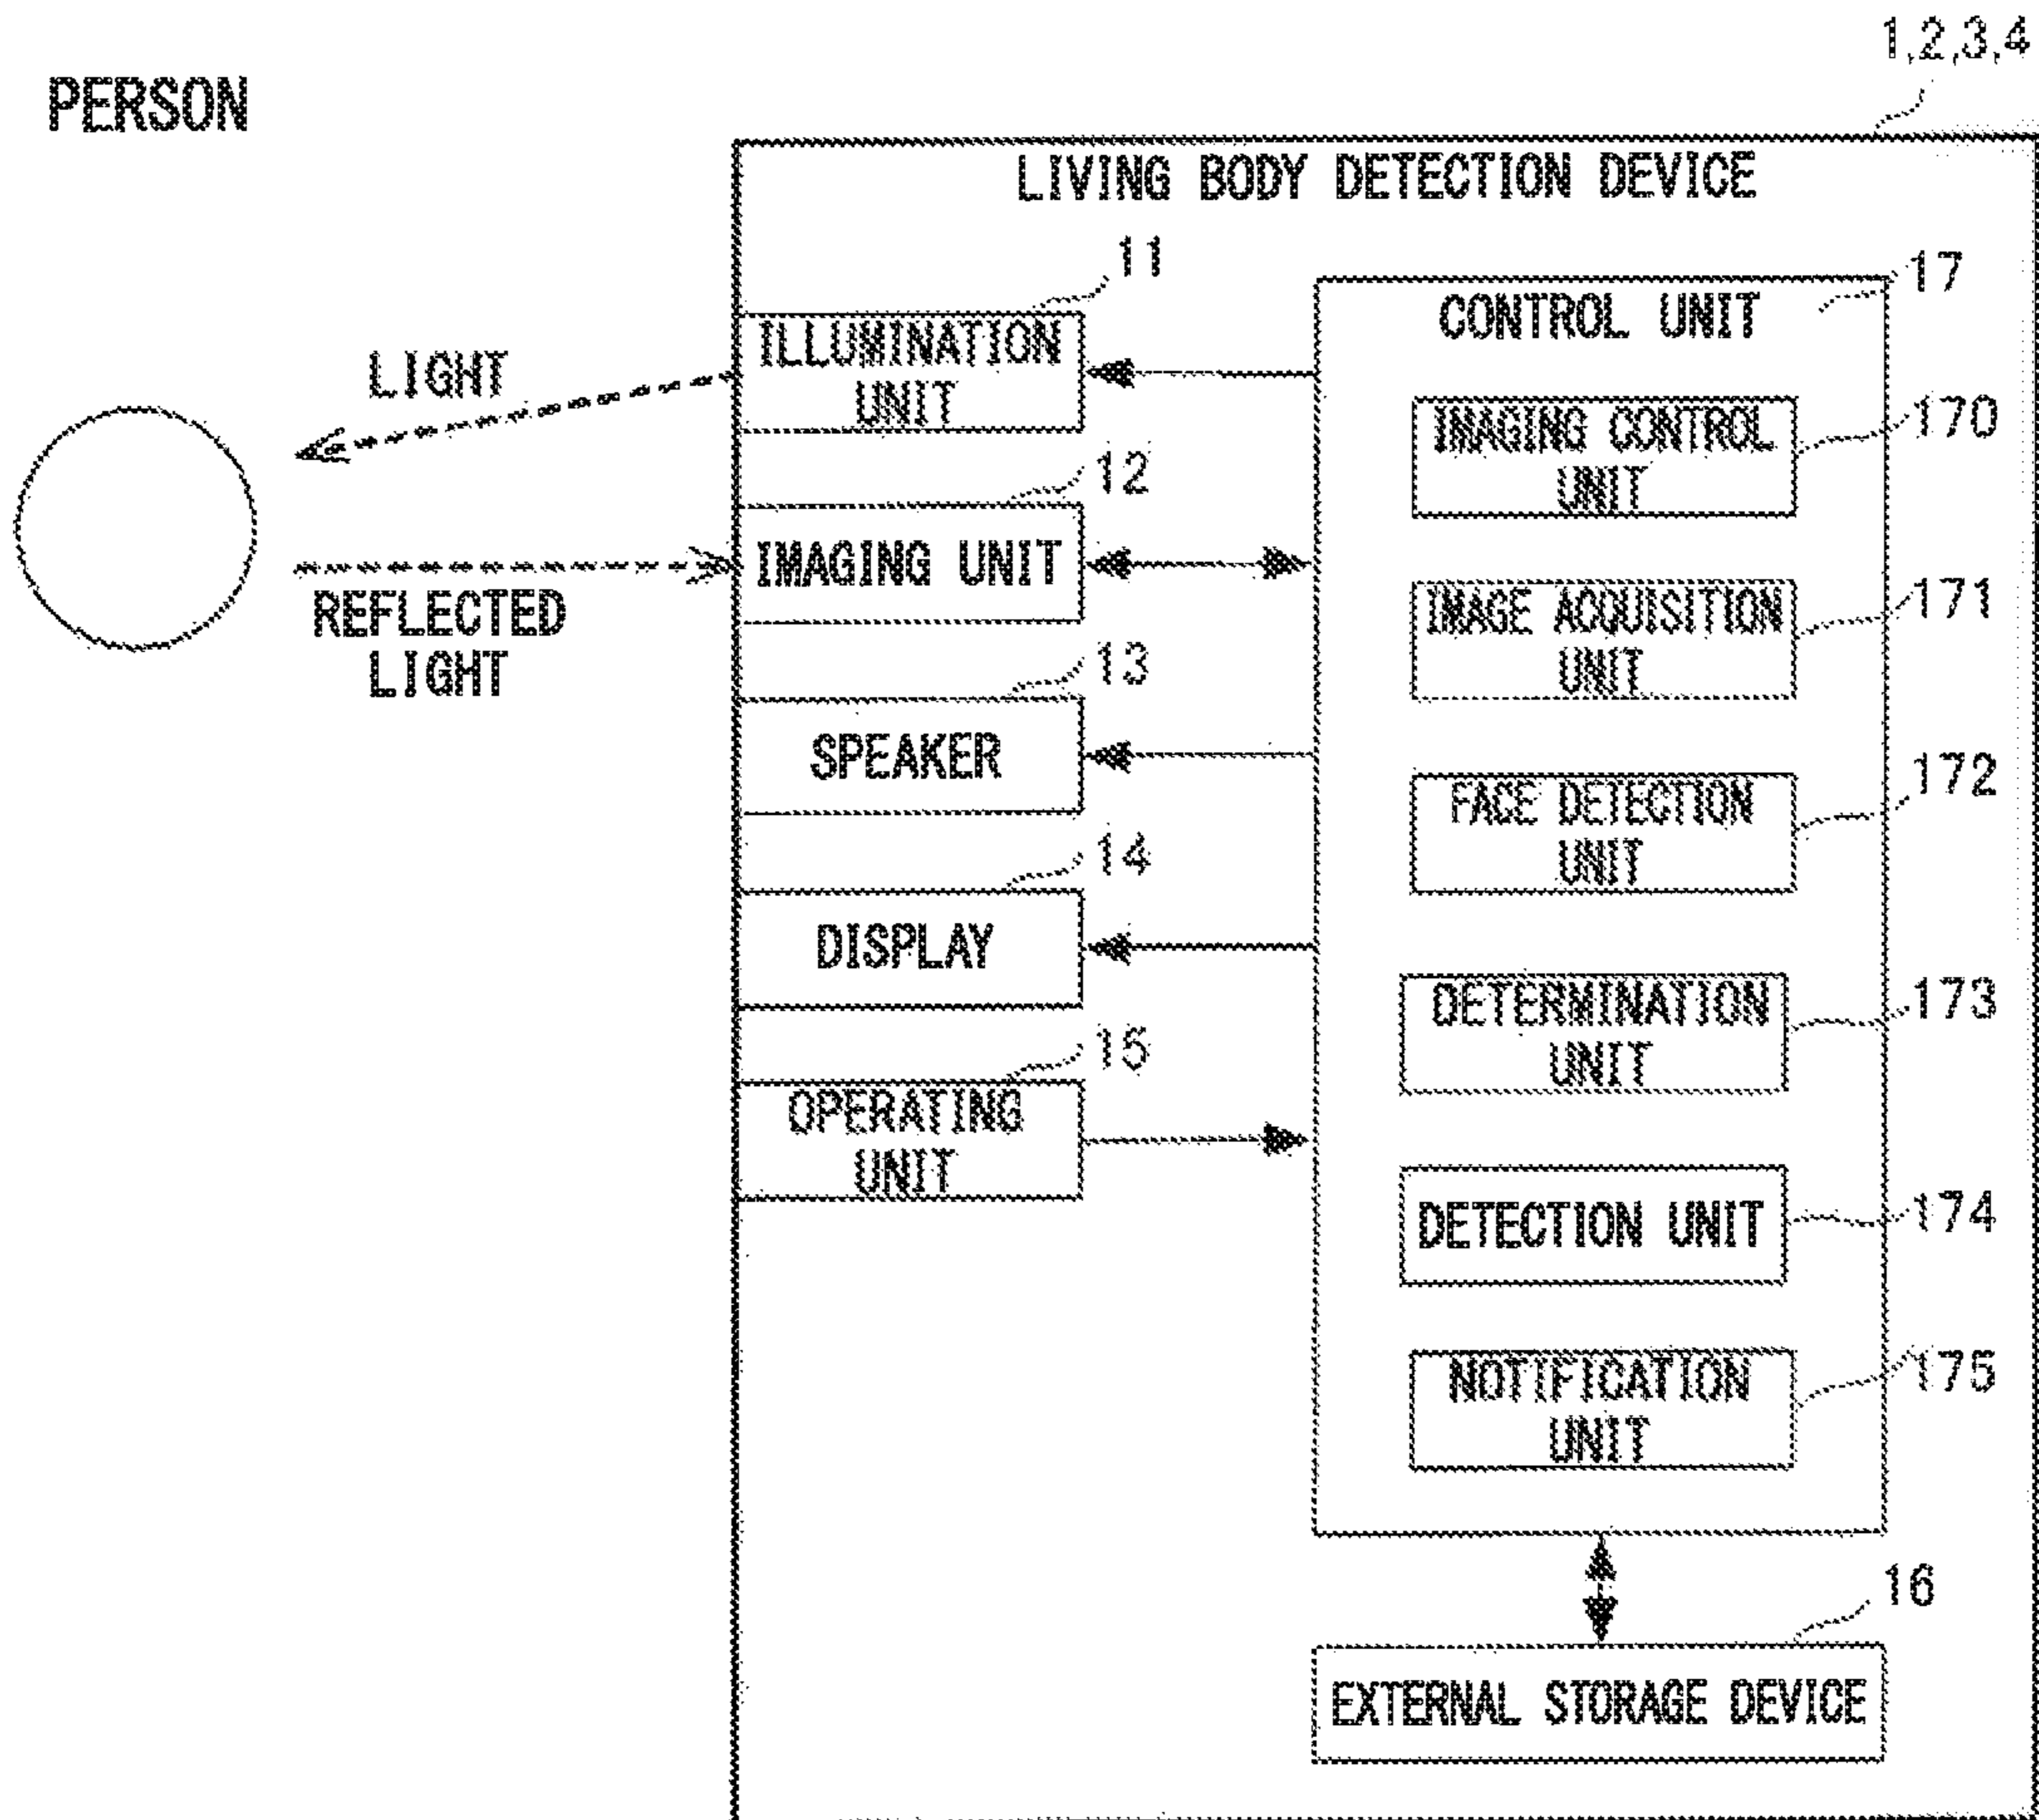 1,2,3,4
PERSON
LIVING BODY DETECTION DEVICE
11
17
ILLUMINATION
UNIT
CONTROL UNIT
LIGHT
170
IMAGING CONTROL
UNIT
12
IMAGING UNIT
REFLECTED
LIGHT
171
IMAGE ACQUISITION
UNIT
13
SPEAKER
172
FACE DETECTION
UNIT
14
DISPLAY
173
DETERMINATION
UNIT
15
OPERATING
UNIT
174
DETECTION UNIT
175
NOTIFICATION
UNIT
16
EXTERNAL STORAGE DEVICE